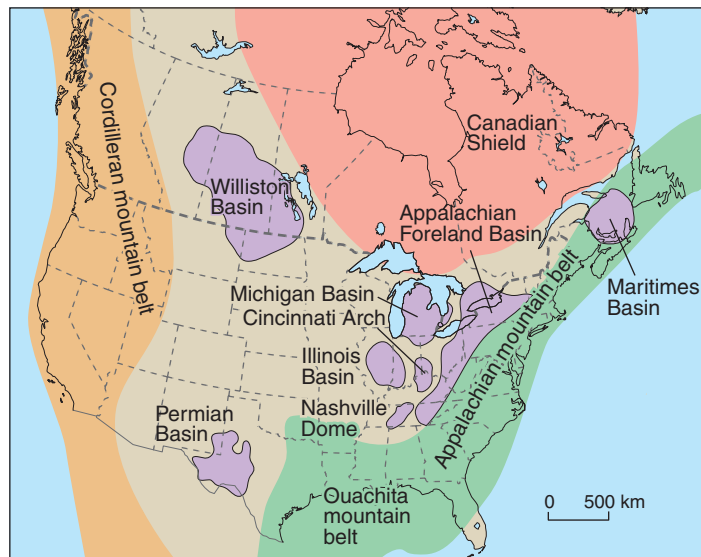 Cordilleran mountain belt
Canadian
Shield
Williston
Basin
Appalachian
Foreland Basin
Maritimes
Basin
Michigan Basin
Cincinnati Arch
Illinois
Basin
Appalachian mountain belt
Nashville
Dome
Permian
Basin
Ouachita
mountain
belt
0 500 km